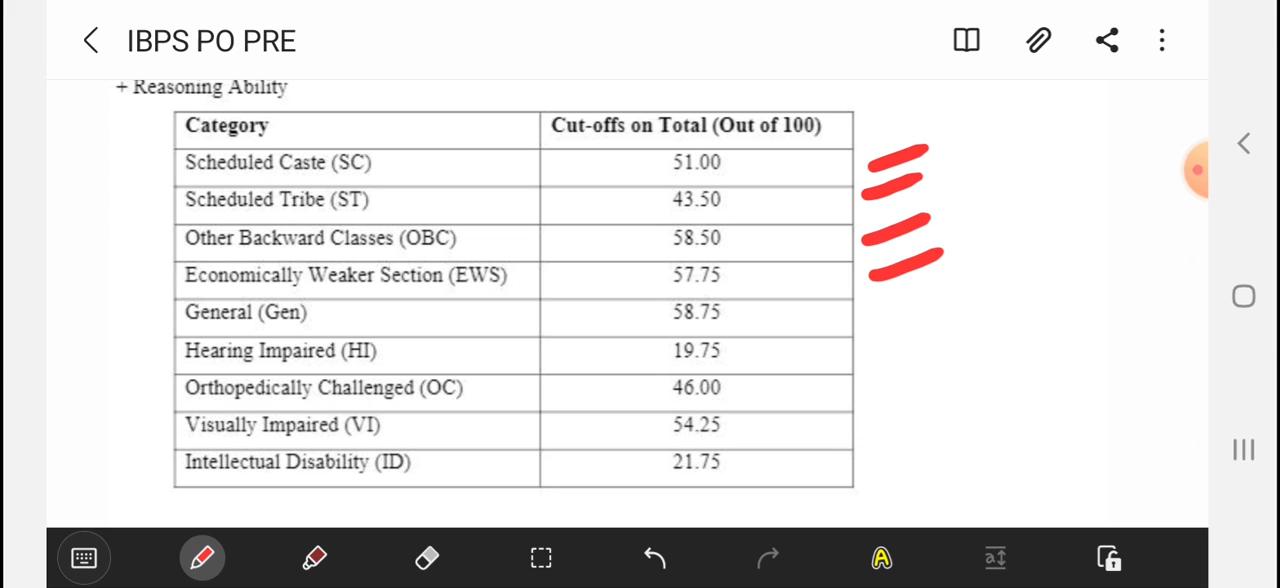 IBPS PO PRE
+ Reasoning Ability
Category Cut-offs on Total (Out of 100)
Scheduled Caste (SC) 51.00
Scheduled Tribe (ST) 43.50
Other Backward Classes (OBC) 58.50
Economically Weaker Section (EWS) 57.75
General (Gen) 58.75
Hearing Impaired (HI) 19.75
Orthopedically Challenged (OC) 46.00
Visually Impaired (VI) 54.25
Intellectual Disability (ID) 21.75
A a